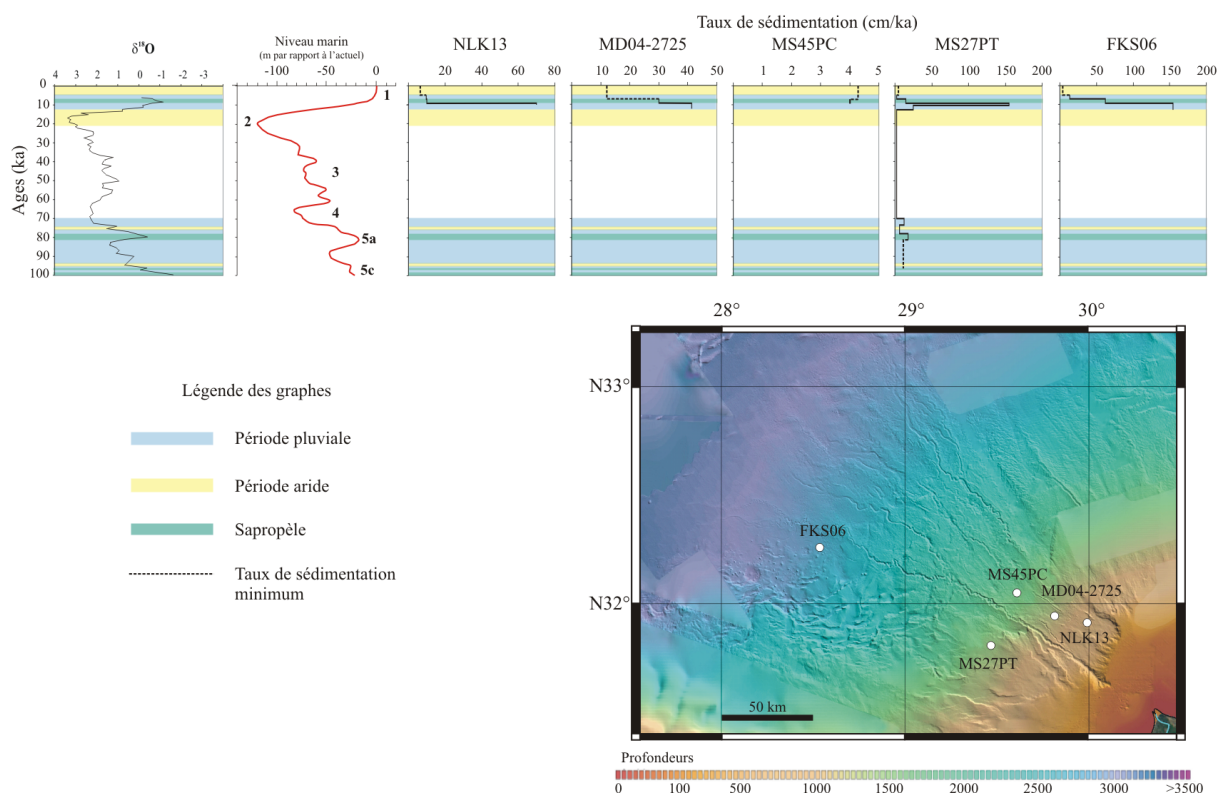 Taux de sédimentation (cm/ka)
δ18O
Niveau marin
(m par rapport à l'actuel)
NLK13
MD04-2725
MS45PC
MS27PT
FKS06
4 3 2 1 0 -1 -2 -3
-100 -50 0
20 40 60 80
0 10 20 30 40 50
1 2 3 4 5
50 100 150 200
0 50 100 150 200
Ages (ka)
0
10
20
30
40
50
60
70
80
90
100
1
2
3
4
5a
5c
28° 29° 30°
N33°
N32°
Légende des graphes
Période pluviale
Période aride
Sapropèle
Taux de sédimentation
minimum
FKS06
MS45PC
MD04-2725
NLK13
MS27PT
50 km
Profondeurs
0 100 500 1000 1500 2000 2500 3000 >3500